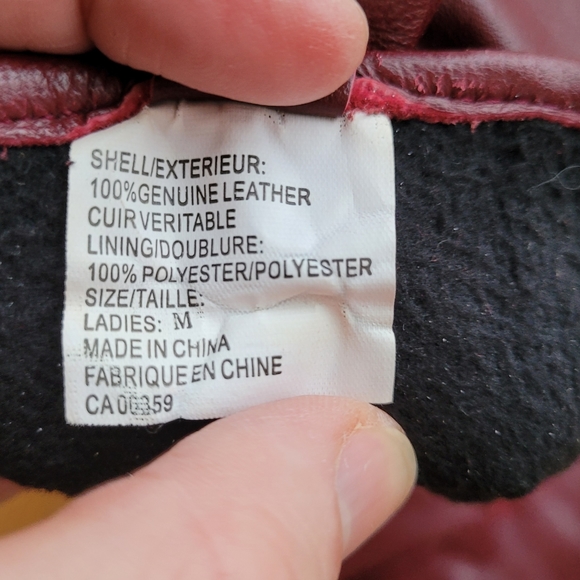 SHELL/EXTERIEUR:
100%GENUINE LEATHER
CUIR VERITABLE
LINING/DOUBLURE:
100% POLYESTER/POLYESTER
SIZE/TAILLE:
LADIES: M
MADE IN CHINA
FABRIQUE EN CHINE